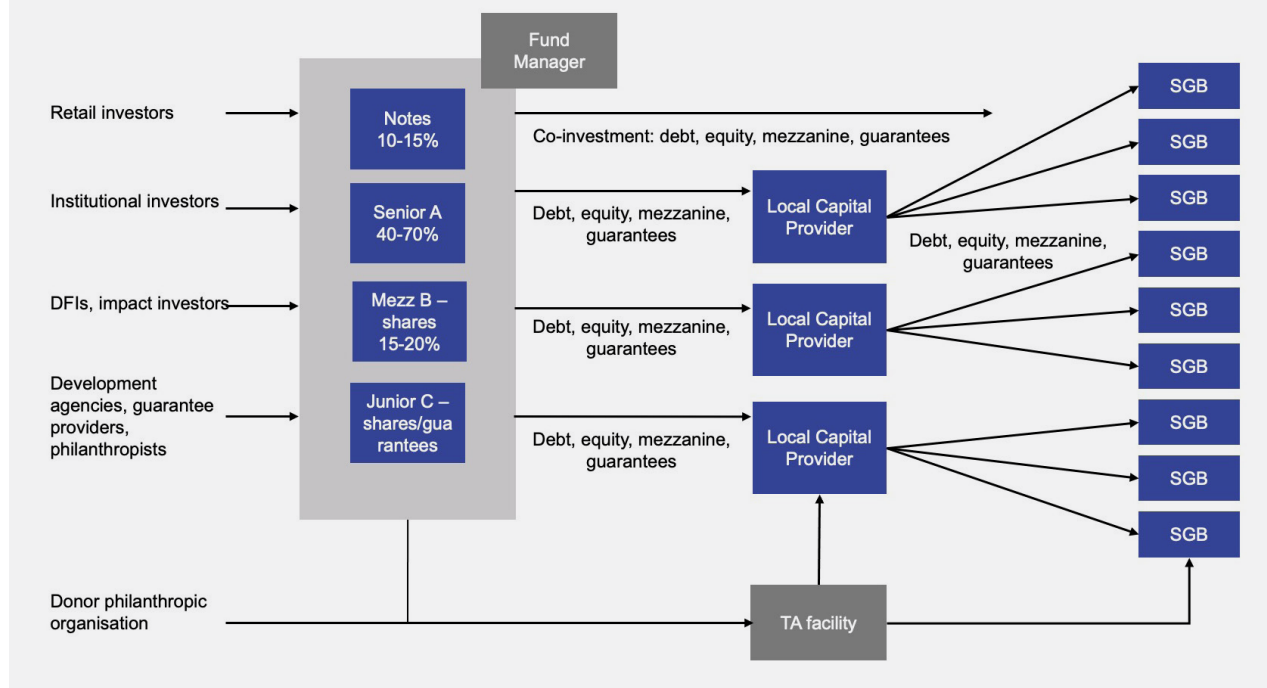 Fund
Manager
Retail investors
Notes
10-15%
Co-investment: debt, equity, mezzanine, guarantees
Institutional investors
Senior A
40-70%
Debt, equity, mezzanine,
guarantees
Local Capital
Provider
DFIs, impact investors
Mezz B –
shares
15-20%
Debt, equity, mezzanine,
guarantees
Local Capital
Provider
Development
agencies, guarantee
providers,
philanthropists
Junior C –
shares/gua
rantees
Debt, equity, mezzanine,
guarantees
Local Capital
Provider
Debt, equity, mezzanine,
guarantees
SGB
SGB
SGB
SGB
SGB
SGB
SGB
SGB
SGB
Donor philanthropic
organisation
TA facility